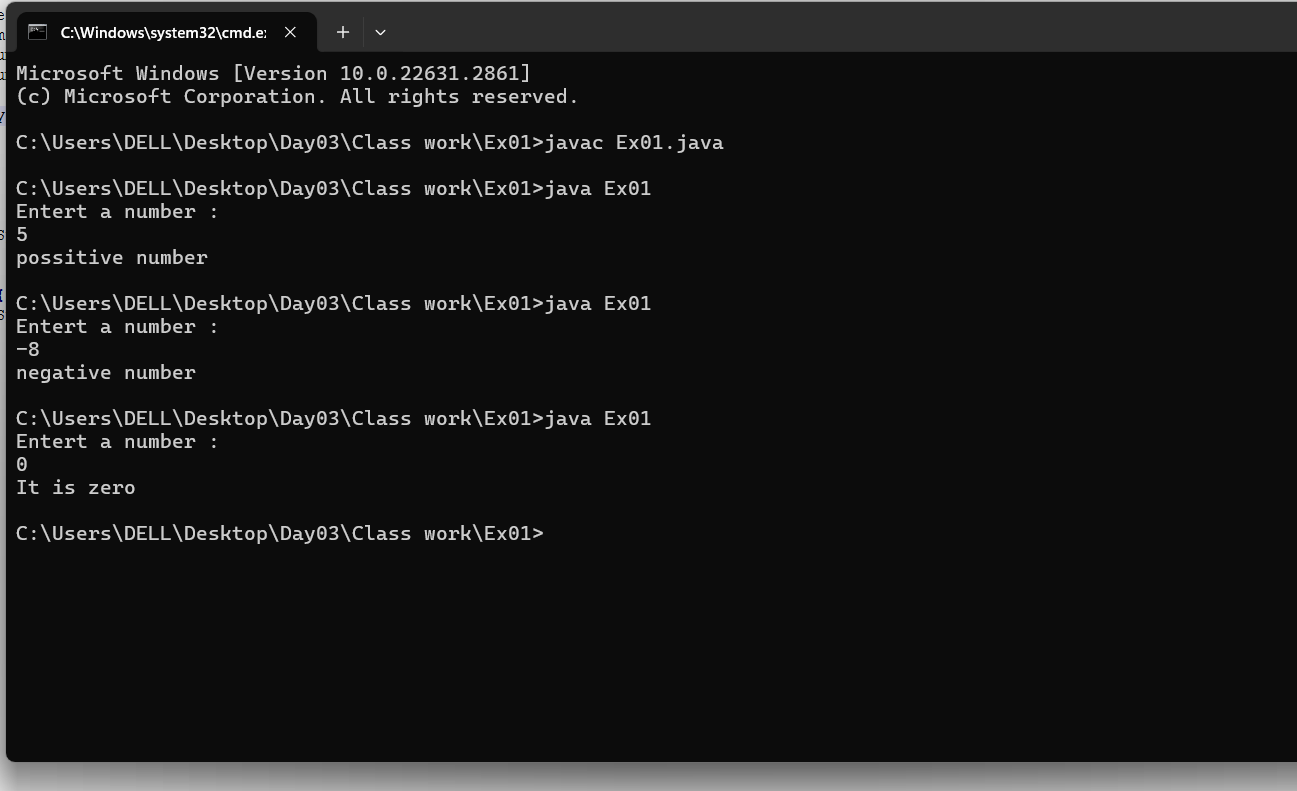 C:\Windows\system32\cmd.e
Microsoft Windows [Version 10.0.22631.2861]
(c) Microsoft Corporation. All rights reserved.
C:\Users\DELL\Desktop\Day03\Class work\Ex01>javac Ex01.java
C:\Users\DELL\Desktop\Day03\Class work\Ex01>java Ex01
Entert a number :
5
possitive number
C:\Users\DELL\Desktop\Day03\Class work\Ex01>java Ex01
Entert a number :
-8
negative number
C:\Users\DELL\Desktop\Day03\Class work\Ex01>java Ex01
Entert a number :
0
It is zero
C:\Users\DELL\Desktop\Day03\Class work\Ex01>